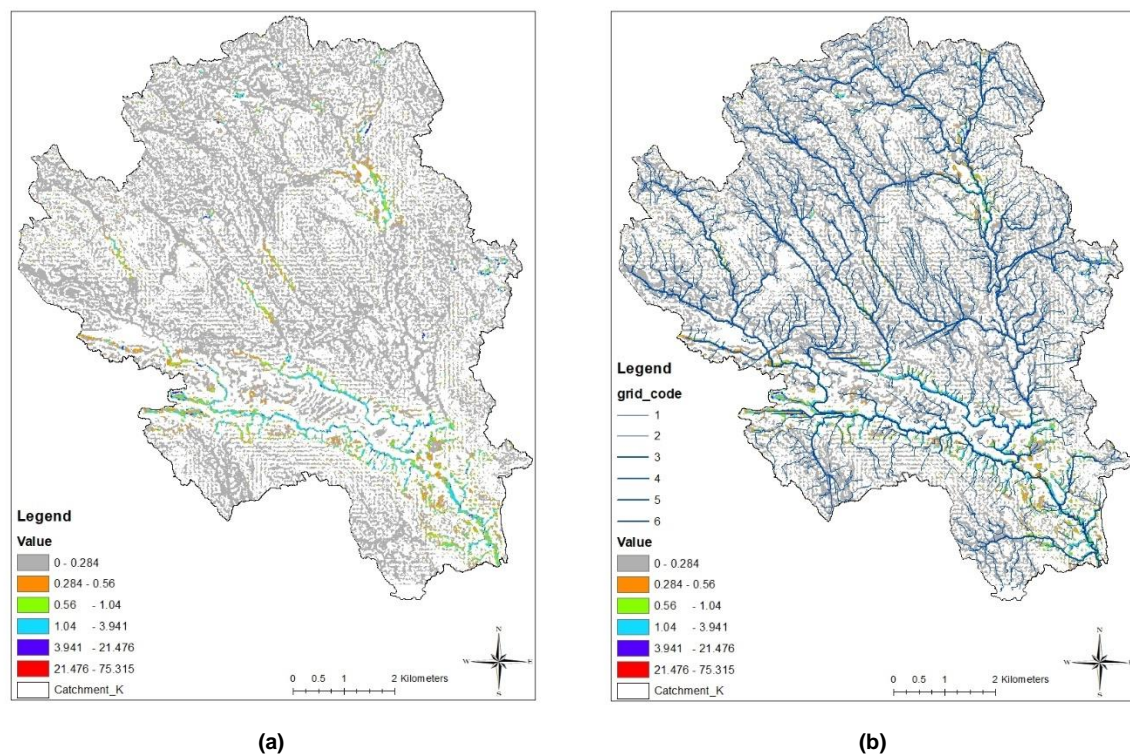 Legend
Value
0 - 0.284
0.284 - 0.56
0.56 - 1.04
1.04 - 3.941
3.941 - 21.476
21.476 - 75.315
Catchment_K
0 0.5 1 2 Kilometers
N
W E
S
(a)
Legend
grid_code
1
2
3
4
5
6
Value
0 - 0.284
0.284 - 0.56
0.56 - 1.04
1.04 - 3.941
3.941 - 21.476
21.476 - 75.315
Catchment_K
0 0.5 1 2 Kilometers
N
W E
S
(b)